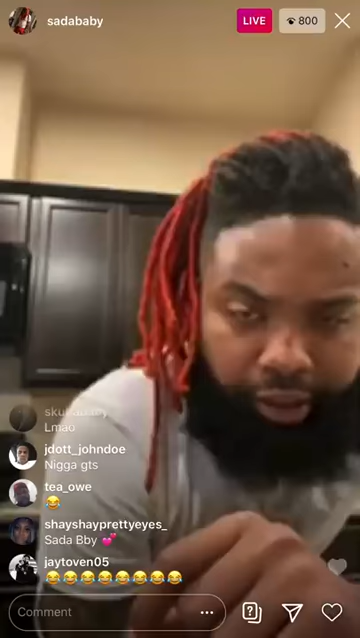 sadababy
LIVE
800
Lmao
jdott_johndoe
Nigga gts
tea_owe
😂
shayshayprettyeyes_
Sada Bby 💕
jaytoven05
😂😂😂😂😂😂😂😂
Comment